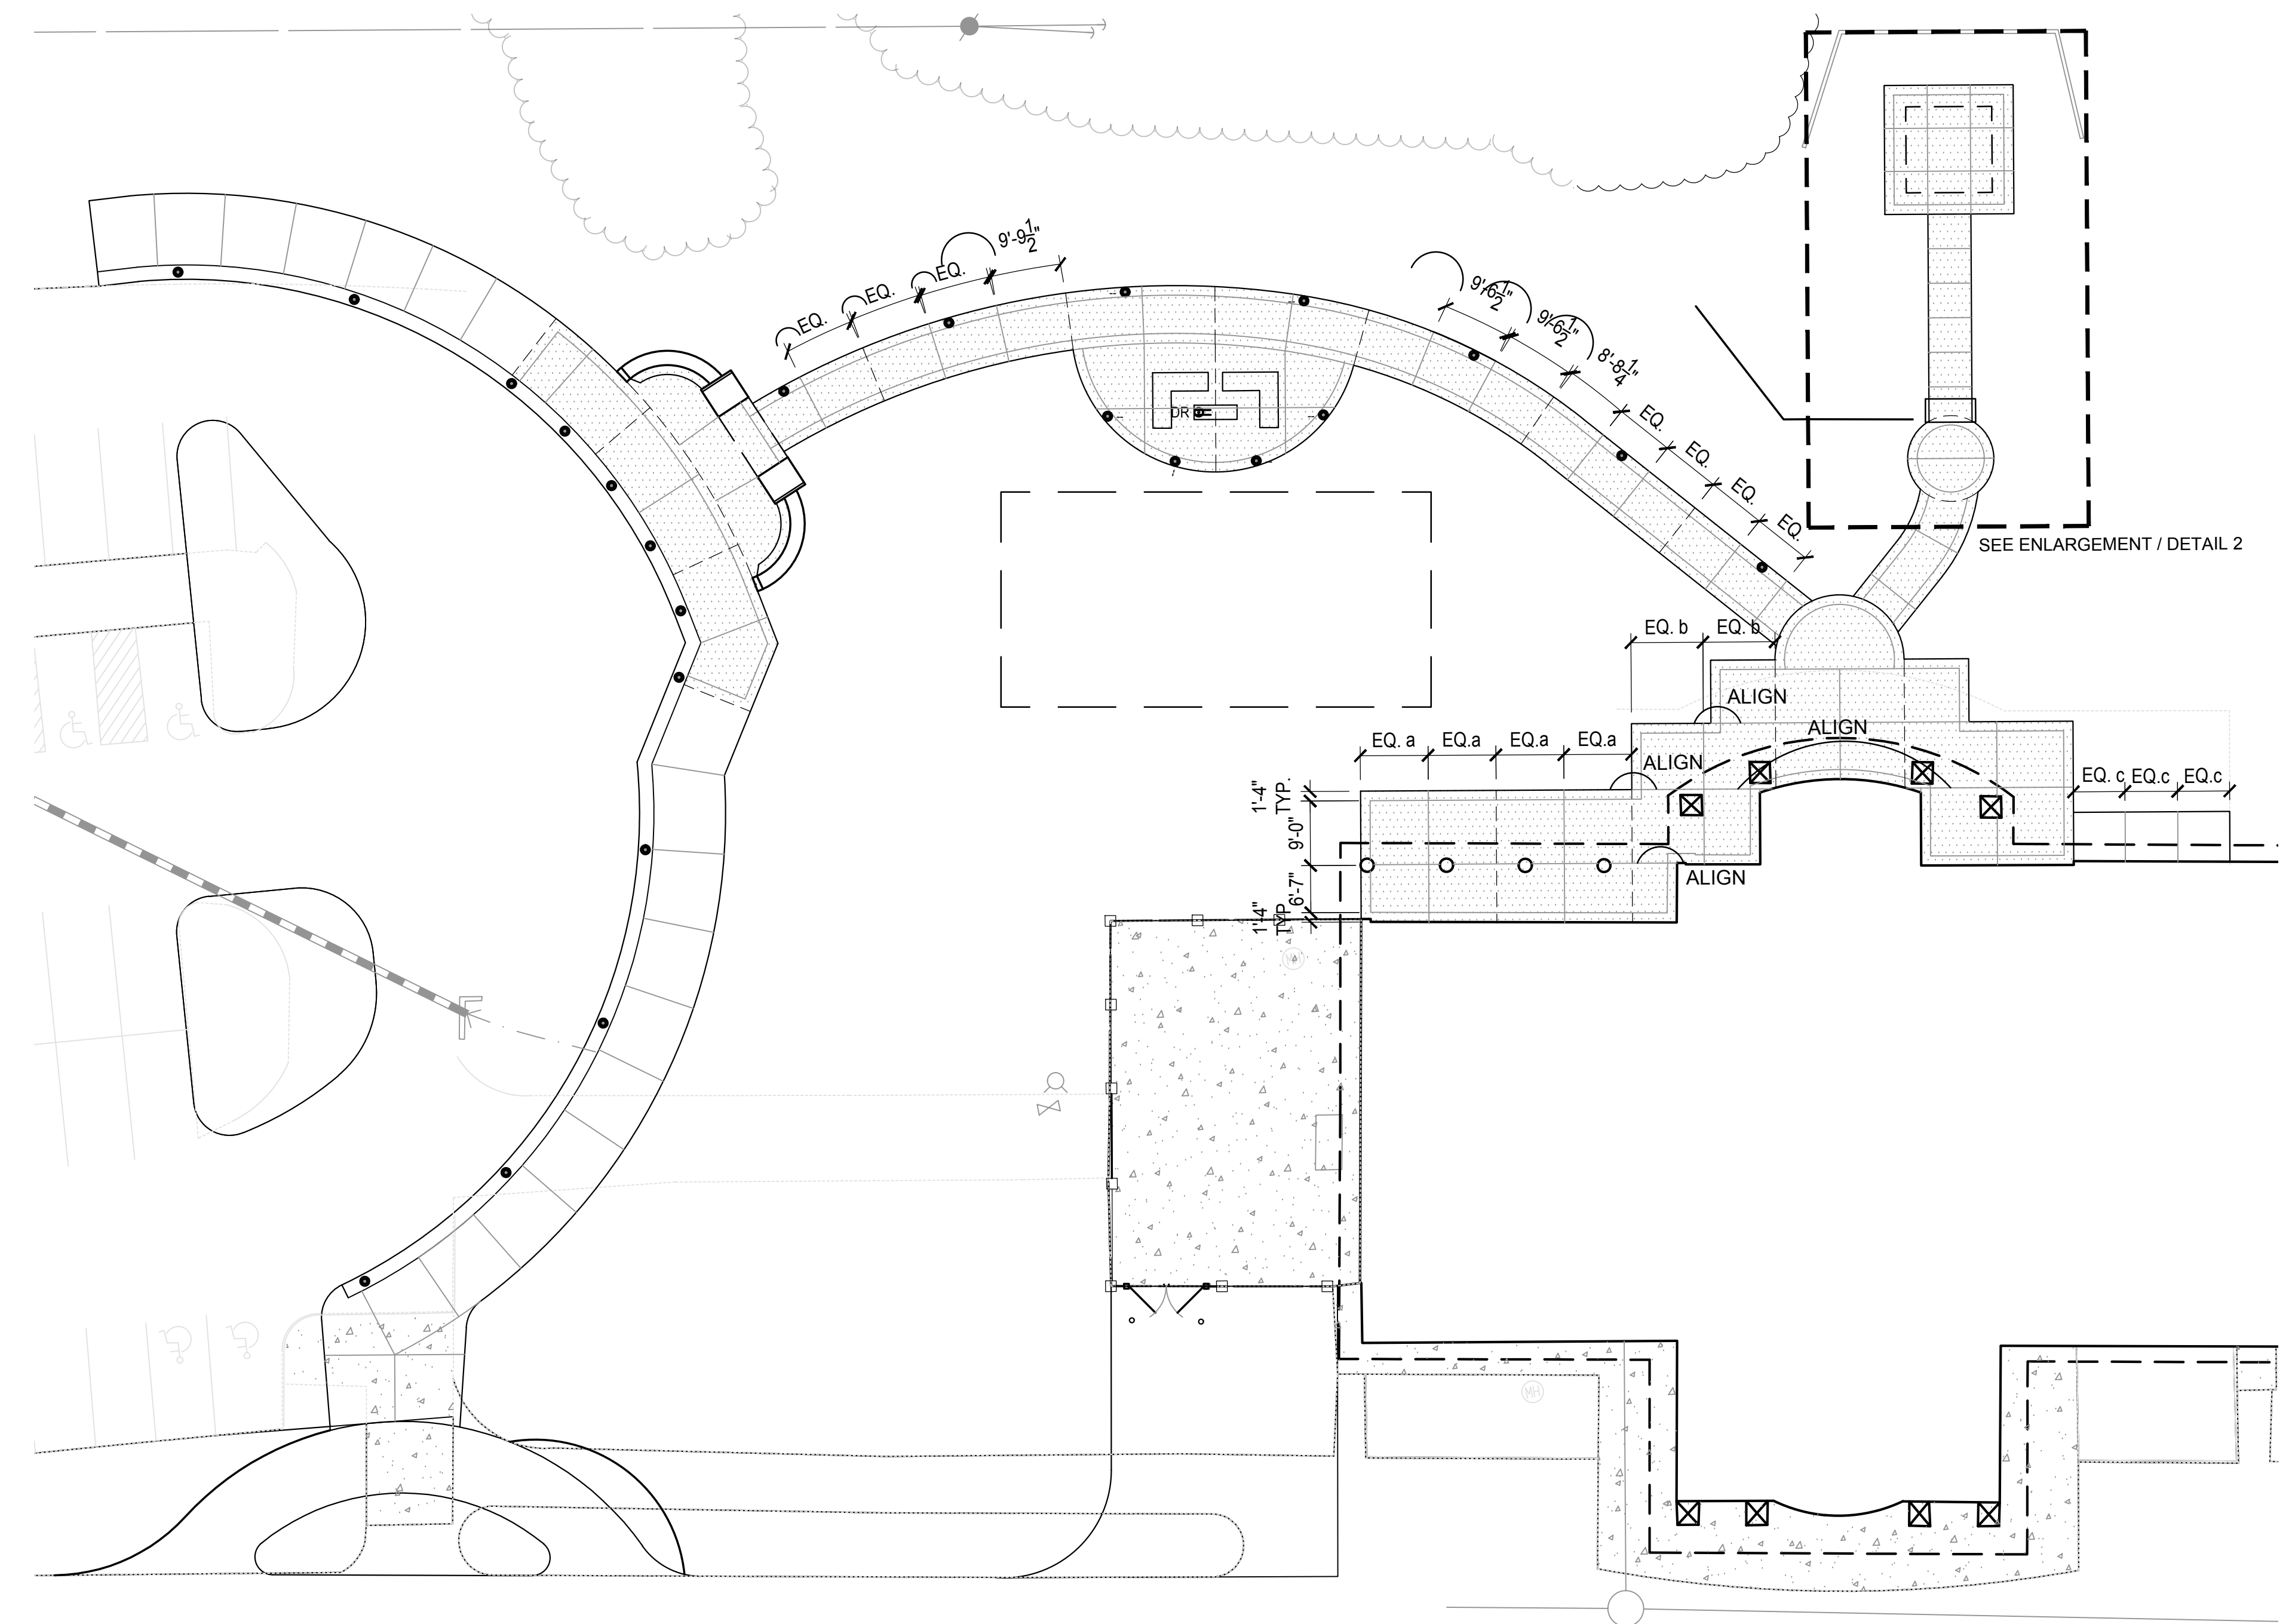 9'-9 1/2"
EQ.
EQ.
EQ.
9'-6 1/2"
9'-6 1/2"
8'-8 1/4"
EQ.
EQ.
EQ.
EQ.
SEE ENLARGEMENT / DETAIL 2
EQ. b
EQ. b
ALIGN
ALIGN
ALIGN
EQ. a
EQ.a
EQ.a
EQ.a
EQ. c
EQ.c
EQ.c
1'-4"
TYP.
9'-0"
6'-7"
1'-4"
TYP.
ALIGN
MH
MH